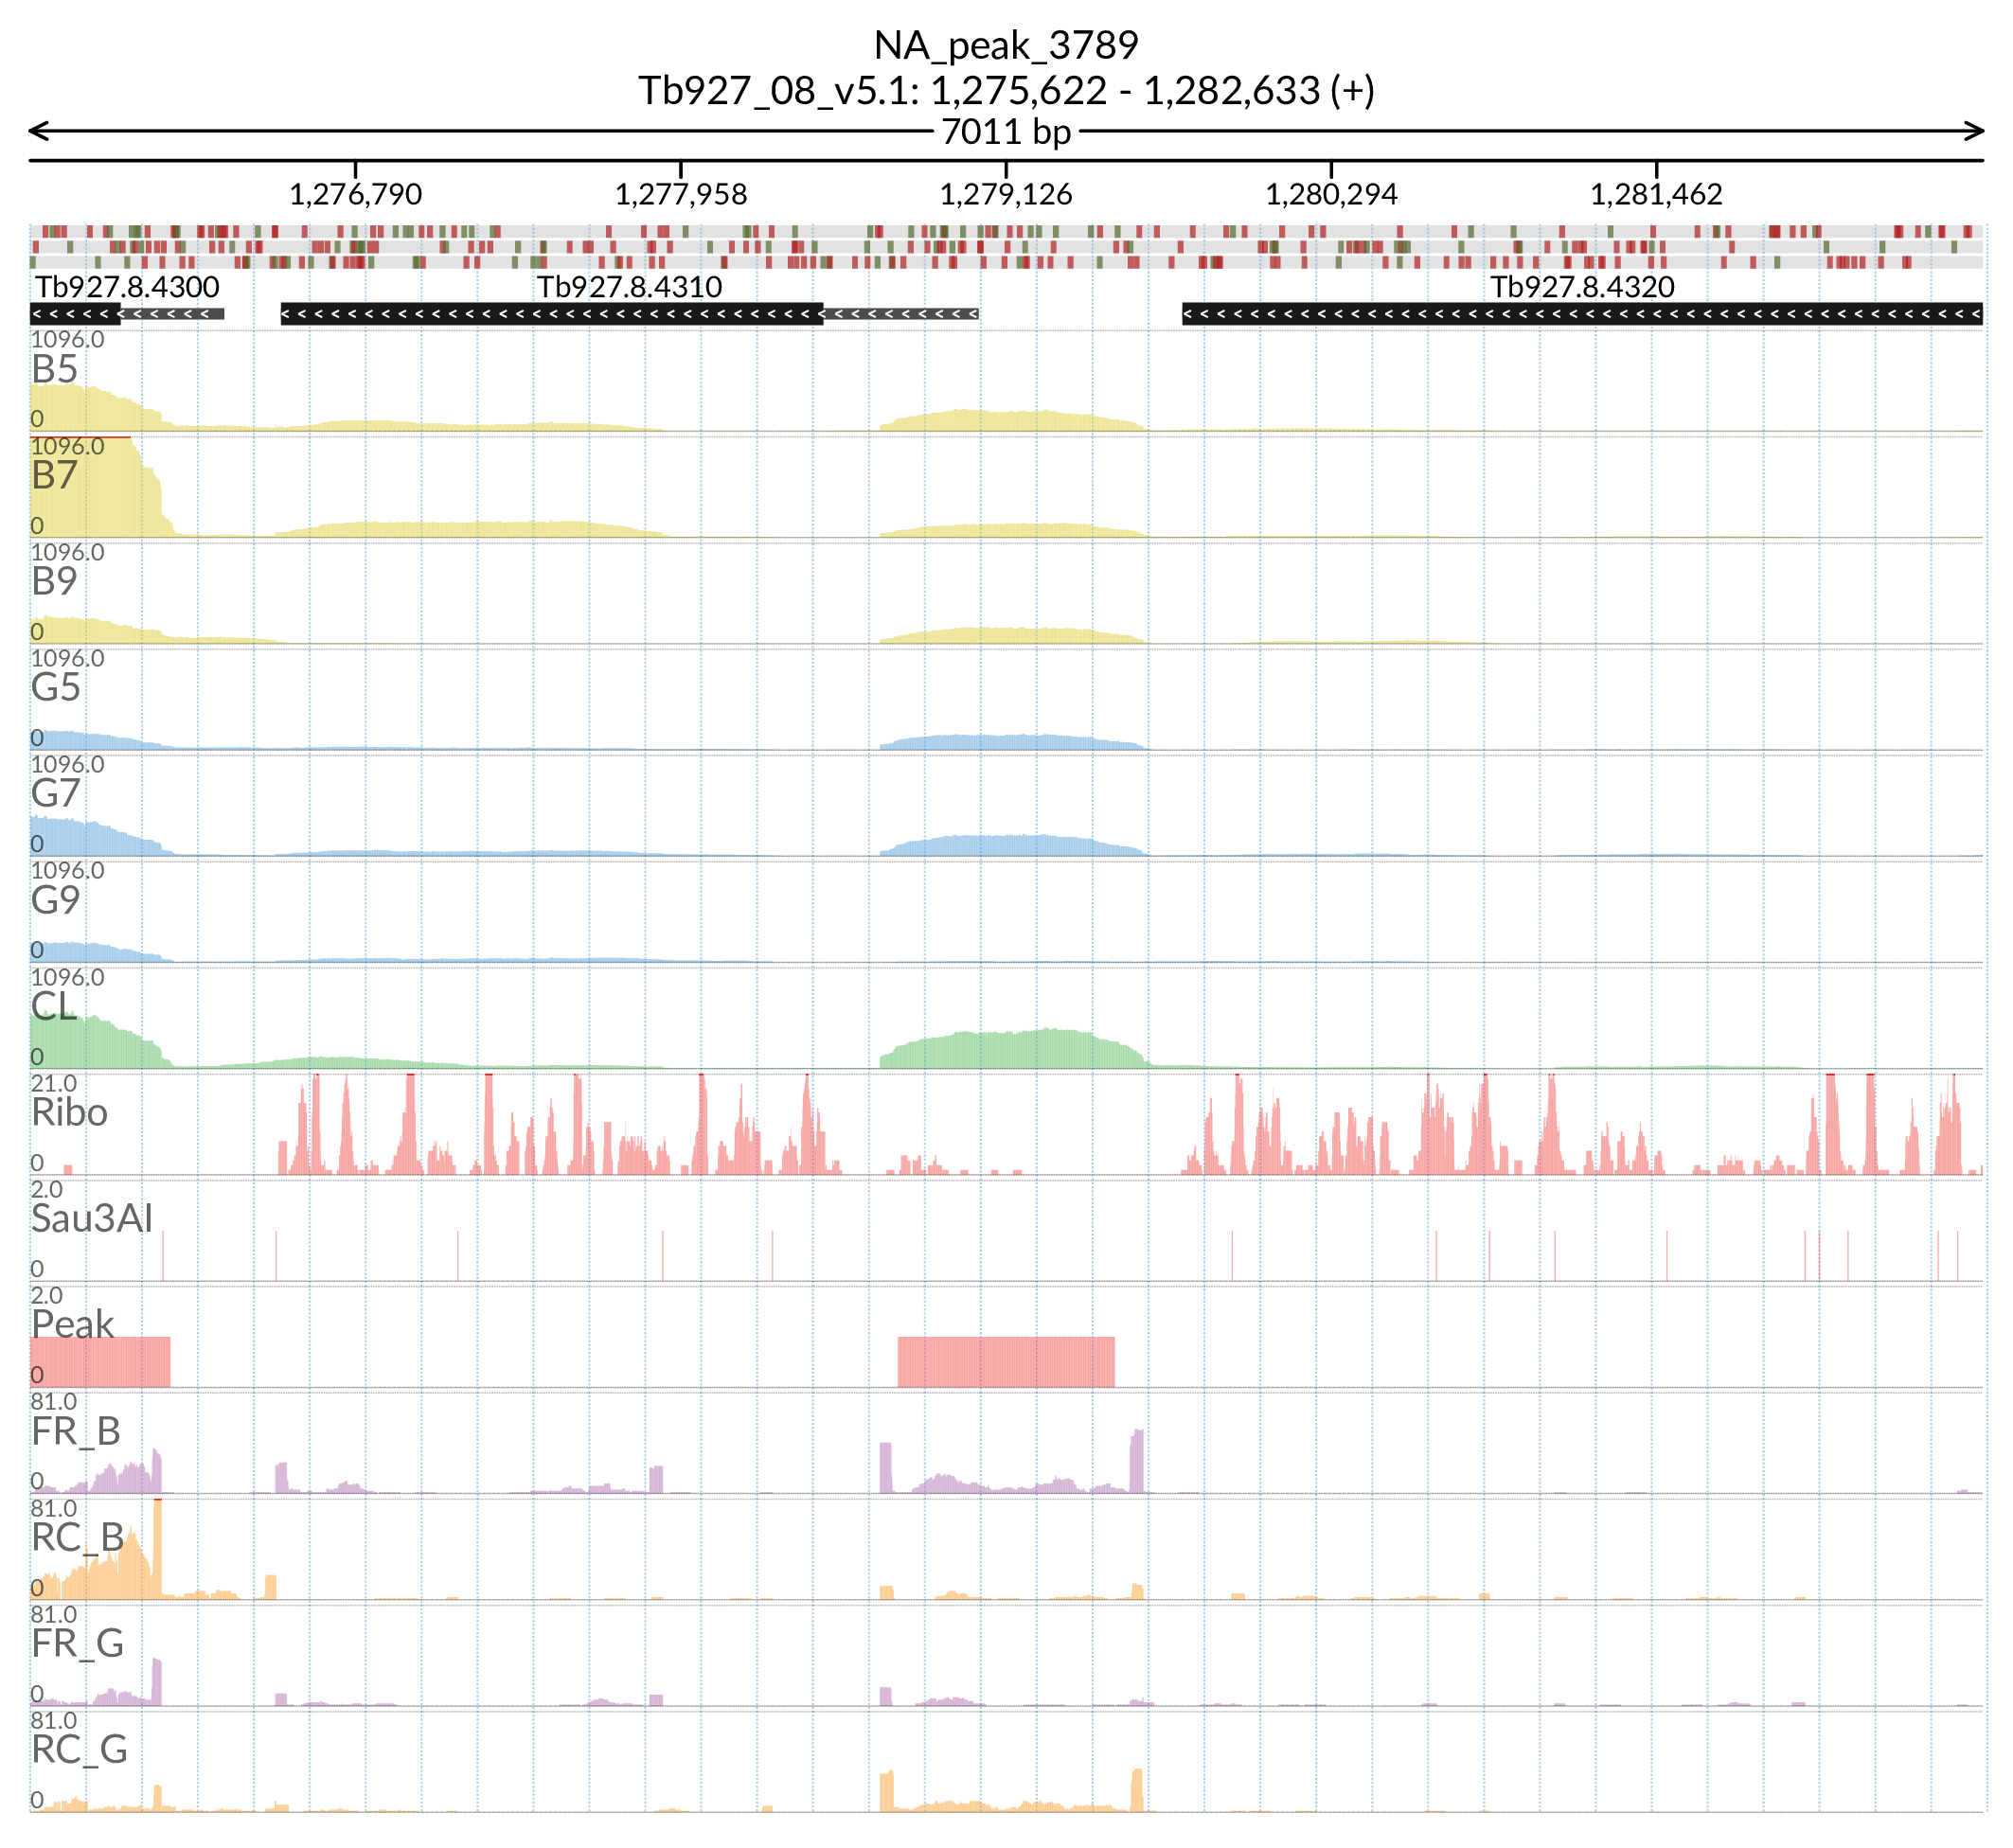 NA_peak_3789
Tb927_08_v5.1: 1,275,622 - 1,282,633 (+)
7011 bp
1,276,790 1,277,958 1,279,126 1,280,294 1,281,462
Tb927.8.4300 Tb927.8.4310 Tb927.8.4320
1096.0
B5
0
1096.0
B7
0
1096.0
B9
0
1096.0
G5
0
1096.0
G7
0
1096.0
G9
0
1096.0
CL
0
21.0
Ribo
0
2.0
Sau3AI
0
2.0
Peak
0
81.0
FR_B
0
81.0
RC_B
0
81.0
FR_G
0
81.0
RC_G
0